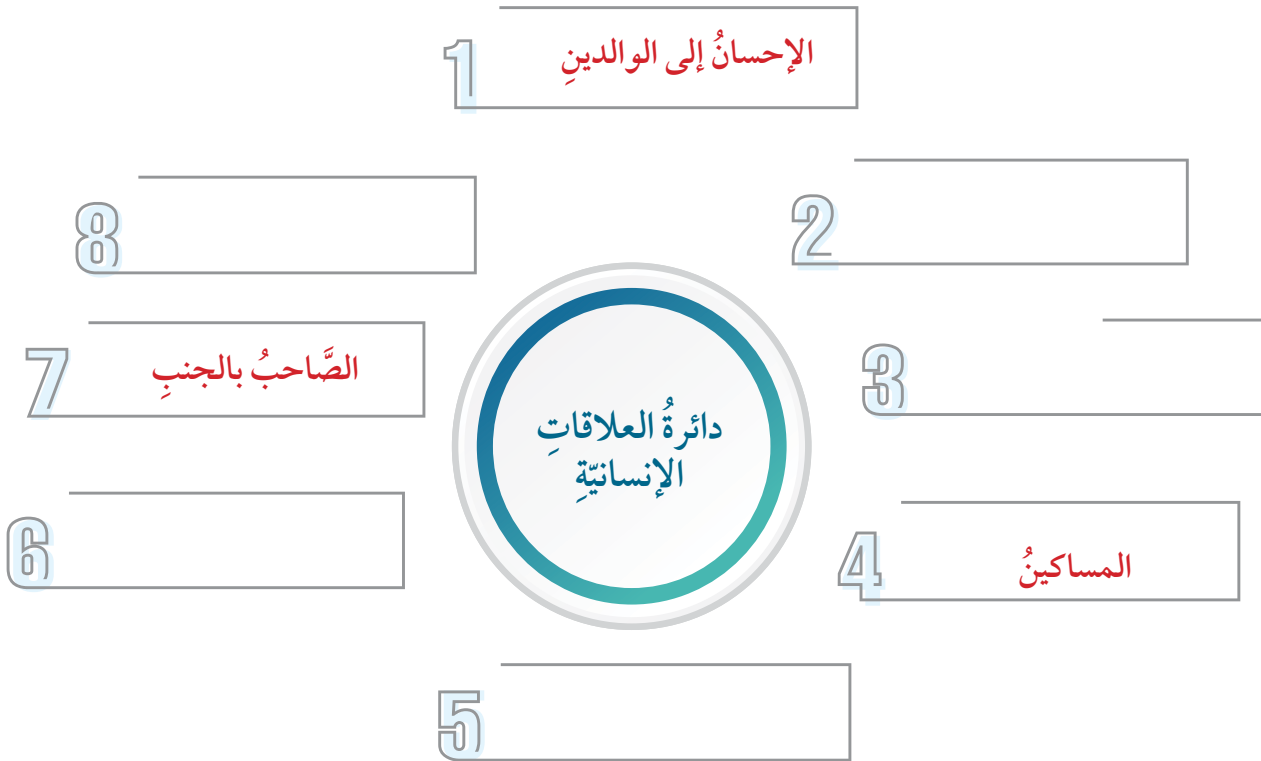 1
الإحسانُ إلى الوالدينِ
2
3
4
المساكينُ
5
6
7
الصَّاحبُ بالجنبِ
8
دائرةُ العلاقاتِ
الإنسانيّةِ